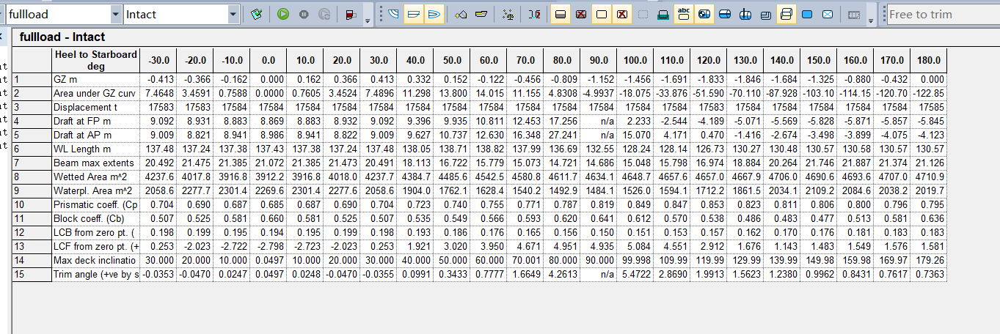 fullload Intact abc Free to trim
fullload - Intact
Heel to Starboard deg -30.0 -20.0 -10.0 0.0 10.0 20.0 30.0 40.0 50.0 60.0 70.0 80.0 90.0 100.0 110.0 120.0 130.0 140.0 150.0 160.0 170.0 180.0
1 GZ m -0.413 -0.366 -0.162 0.000 0.162 0.366 0.413 0.332 0.152 -0.122 -0.456 -0.809 -1.152 -1.456 -1.691 -1.833 -1.846 -1.684 -1.325 -0.880 -0.432 0.000
2 Area under GZ curv 7.4648 3.4591 0.7588 0.0000 0.7605 3.4524 7.4896 11.298 13.800 14.015 11.155 4.8308 -4.9937 -18.075 -33.876 -51.590 -70.110 -87.928 -103.10 -114.15 -120.70 -122.85
3 Displacement t 17583 17583 17584 17584 17584 17584 17584 17584 17584 17584 17584 17584 17584 17584 17583 17584 17584 17584 17584 17584 17584 17585
4 Draft at FP m 9.092 8.931 8.883 8.869 8.883 8.932 9.092 9.396 9.935 10.811 12.453 17.256 n/a 2.233 -2.544 -4.189 -5.071 -5.569 -5.828 -5.871 -5.857 -5.845
5 Draft at AP m 9.009 8.821 8.941 8.986 8.941 8.822 9.009 9.627 10.737 12.630 16.348 27.241 n/a 15.070 4.171 0.470 -1.416 -2.674 -3.498 -3.899 -4.075 -4.123
6 WL Length m 137.48 137.24 137.38 137.43 137.38 137.24 137.48 138.05 138.71 138.82 137.99 136.69 132.55 128.24 128.14 126.73 130.27 130.48 130.57 130.58 130.57 130.57
7 Beam max extents 20.492 21.475 21.385 21.072 21.385 21.473 20.491 18.113 16.722 15.779 15.073 14.721 14.686 15.048 15.798 16.974 18.884 20.264 21.746 21.887 21.374 21.126
8 Wetted Area m^2 4237.6 4017.8 3916.8 3912.2 3916.8 4018.0 4237.7 4384.7 4485.6 4542.5 4580.8 4611.7 4634.1 4648.7 4657.6 4657.0 4667.9 4706.0 4690.6 4693.6 4707.0 4710.9
9 Waterpl. Area m^2 2058.6 2277.7 2301.4 2269.6 2301.4 2277.6 2058.6 1904.0 1762.1 1628.4 1540.2 1492.9 1484.1 1526.0 1594.1 1712.2 1861.5 2034.1 2109.2 2084.6 2038.2 2019.7
10 Prismatic coeff. (Cp 0.704 0.690 0.687 0.685 0.687 0.690 0.704 0.723 0.740 0.755 0.771 0.787 0.819 0.849 0.847 0.853 0.823 0.811 0.806 0.800 0.796 0.795
11 Block coeff. (Cb) 0.507 0.525 0.581 0.660 0.581 0.525 0.507 0.535 0.549 0.566 0.593 0.620 0.641 0.612 0.570 0.538 0.486 0.483 0.477 0.513 0.581 0.636
12 LCB from zero pt. ( 0.198 0.199 0.195 0.194 0.195 0.199 0.198 0.193 0.186 0.176 0.165 0.156 0.150 0.151 0.153 0.157 0.162 0.170 0.176 0.181 0.183 0.183
13 LCF from zero pt. (+ 0.253 -2.023 -2.722 -2.798 -2.723 -2.023 0.253 1.921 3.020 3.950 4.671 4.951 4.935 5.084 4.551 2.912 1.676 1.143 1.483 1.549 1.576 1.581
14 Max deck inclinatio 30.000 20.000 10.000 0.0497 10.000 20.000 30.000 40.000 50.000 60.000 70.001 80.000 90.000 99.998 109.99 119.99 129.99 139.99 149.98 159.98 169.97 179.26
15 Trim angle (+ve by s -0.0353 -0.0470 0.0247 0.0497 0.0248 -0.0470 -0.0355 0.0991 0.3433 0.7777 1.6649 4.2613 n/a 5.4722 2.8690 1.9913 1.5623 1.2380 0.9962 0.8431 0.7617 0.7363